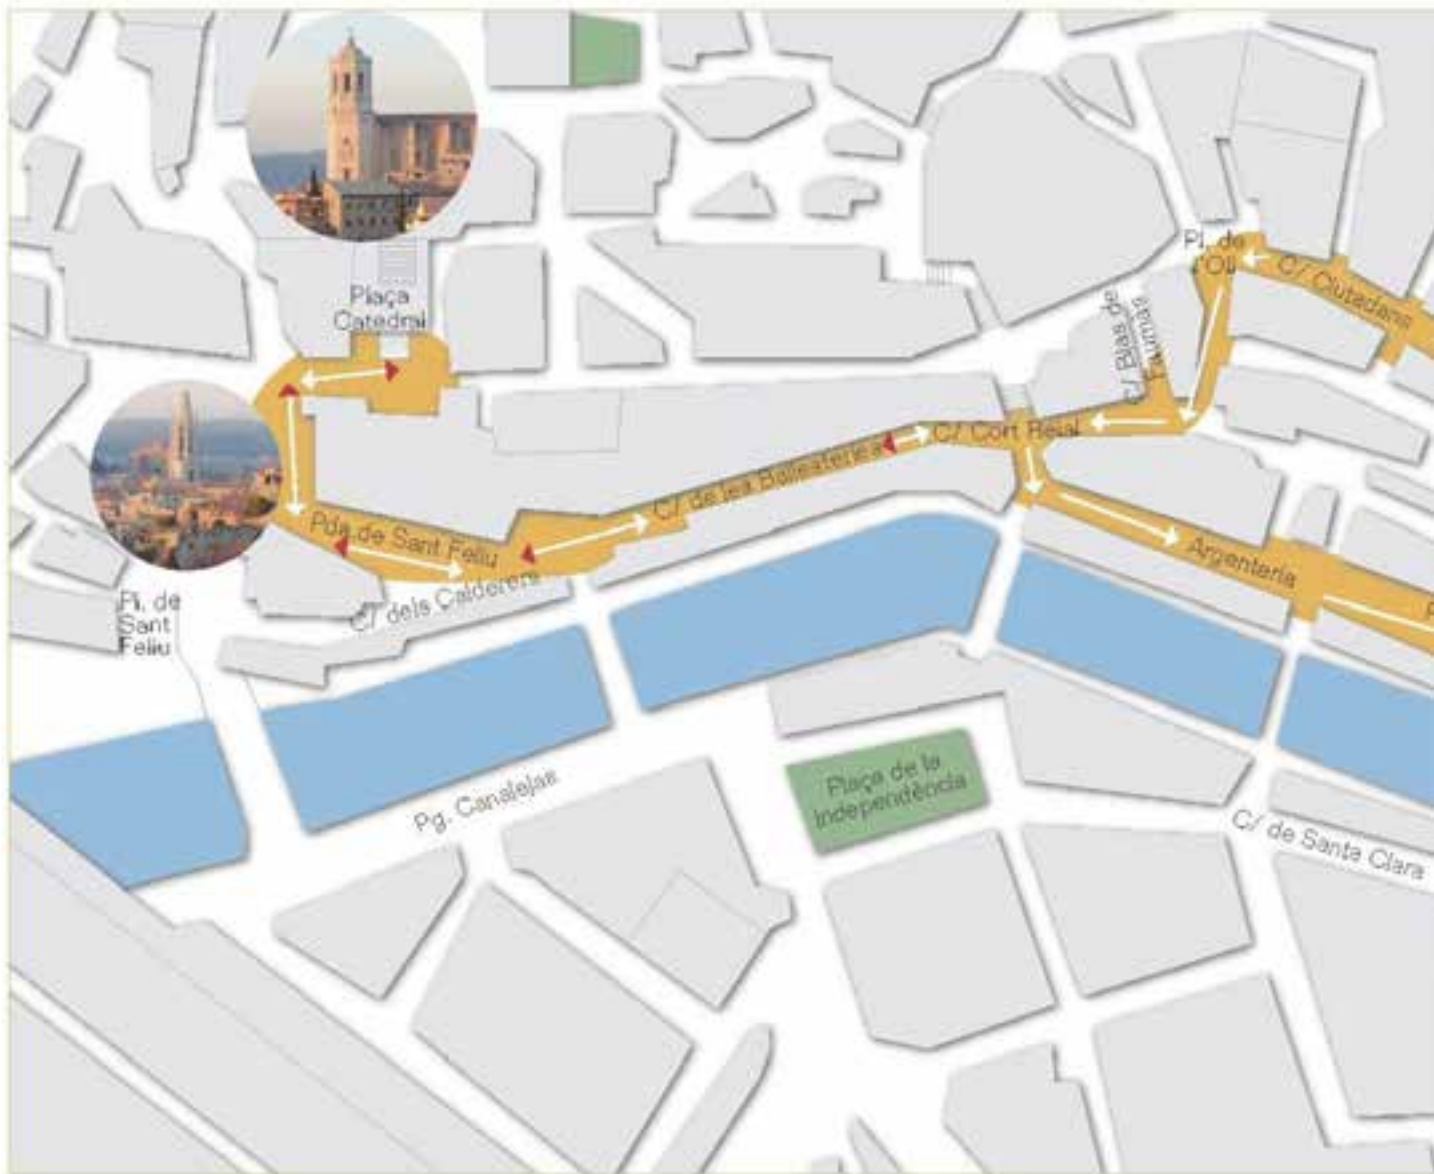 Pl. de
l'Oli
C/ Ciutadans
Plaça
Catedral
C/ Blas de
Fournas
C/ Cort Reial
C/ de les Ballesteries
Pda. de Sant Feliu
Argenteria
C/ dels Calderers
Pl. de
Sant
Feliu
Plaça de la
Independència
Pg. Canalejas
C/ de Santa Clara